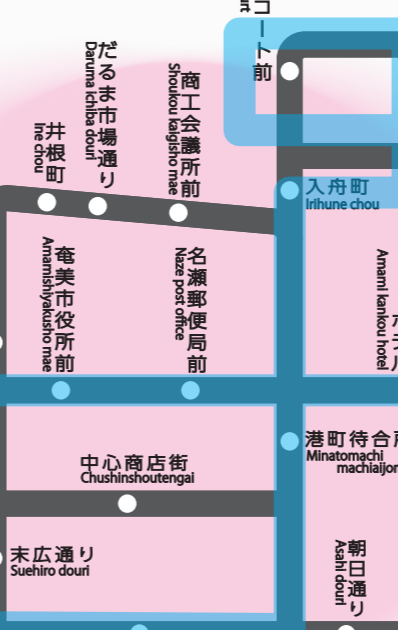 コート前
だるま市場通り
Daruma ichiba douri
商工会議所前
Shoukou kaigisho mae
井根町
Ine chou
入舟町
Irihune chou
奄美市役所前
Amamishiyakusho mae
名瀬郵便局前
Naze post office
Amami kankou hotel
港町待合
Minatomachi
machiaijo
中心商店街
Chushinshoutengai
末広通り
Suehiro douri
朝日通り
Asahi douri